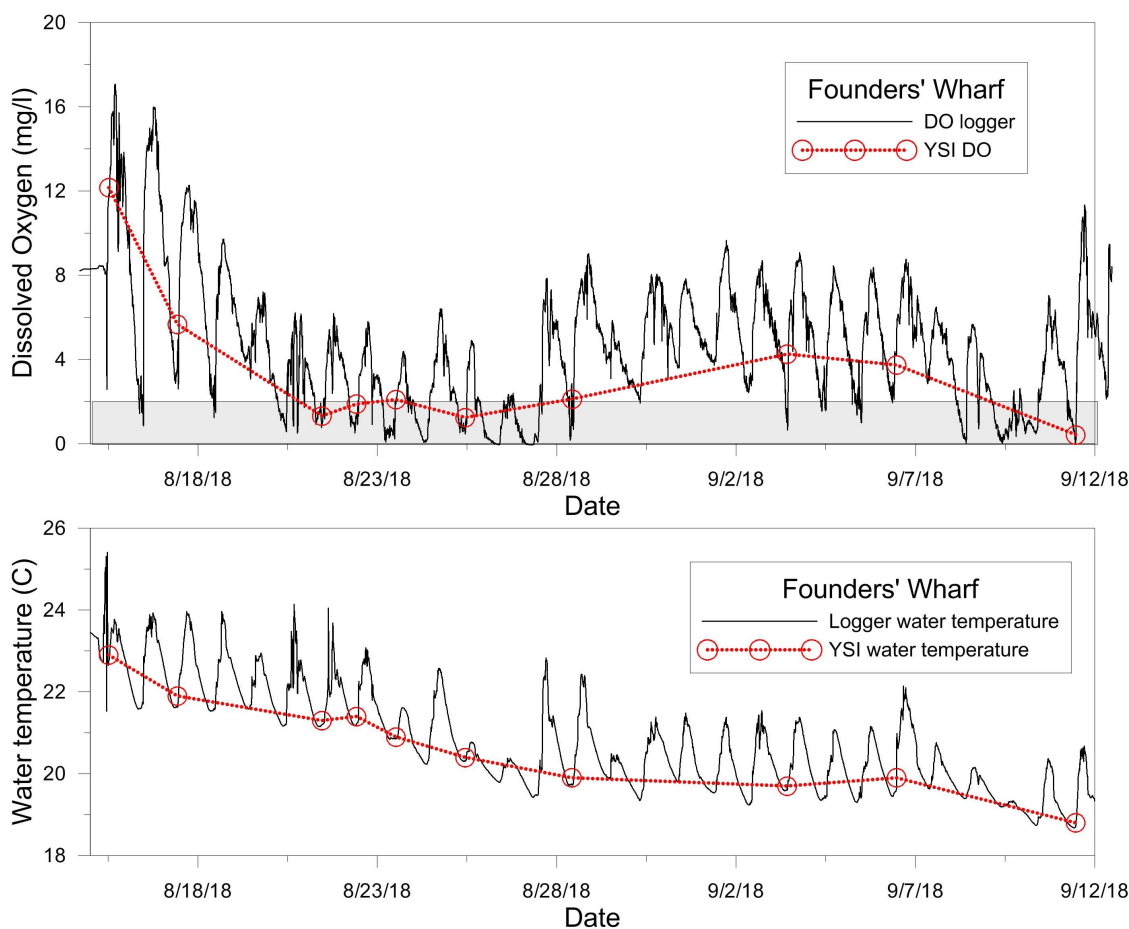 20
16
12
8
4
0
Dissolved Oxygen (mg/l)
Founders' Wharf
DO logger
YSI DO
8/18/18
8/23/18
8/28/18
9/2/18
9/7/18
9/12/18
Date
26
24
22
20
18
Water temperature (C)
Founders' Wharf
Logger water temperature
YSI water temperature
8/18/18
8/23/18
8/28/18
9/2/18
9/7/18
9/12/18
Date